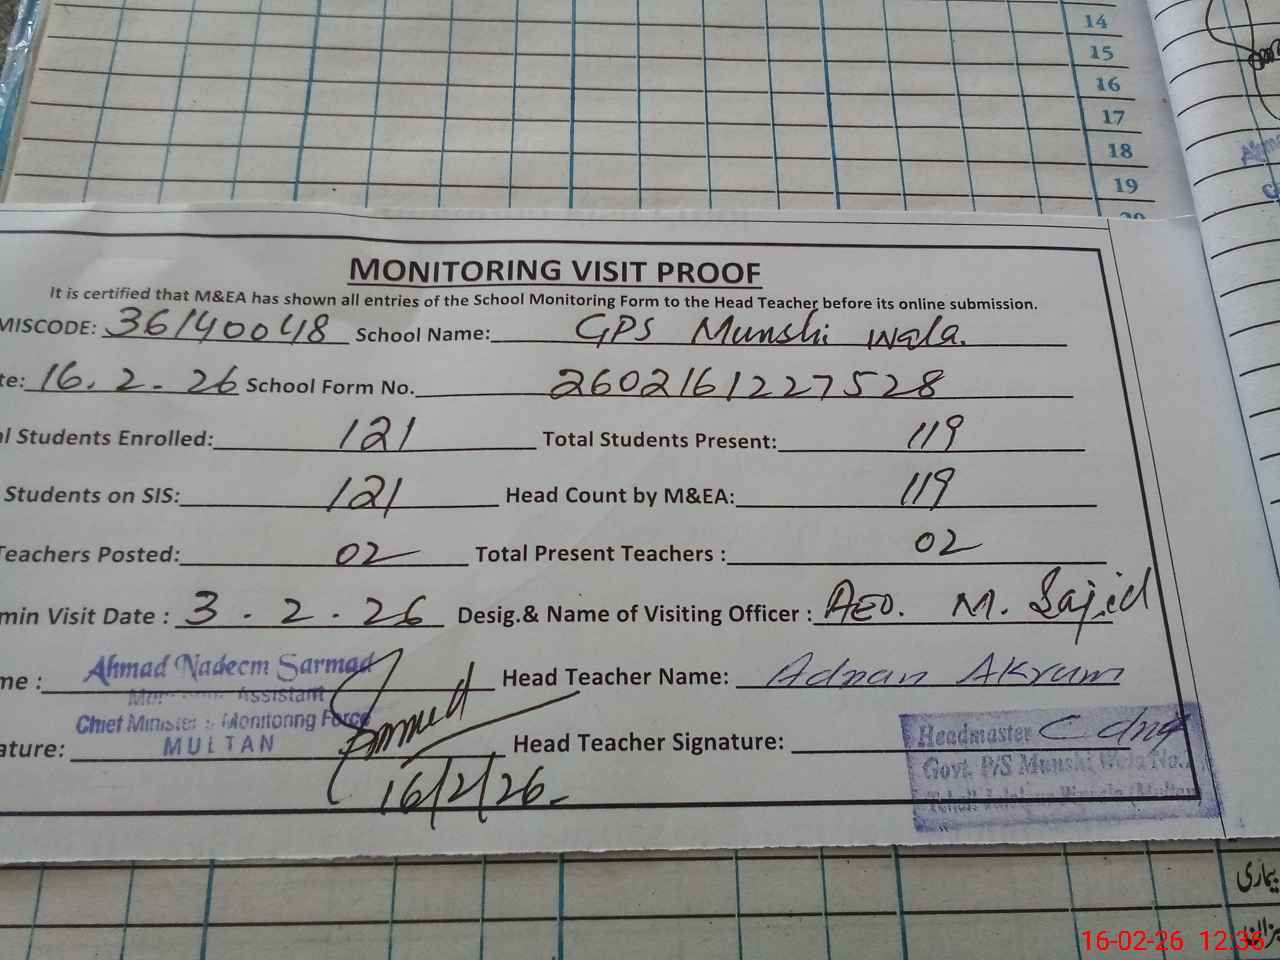 14
15
16
17
18
19
20
MONITORING VISIT PROOF
It is certified that M&EA has shown all entries of the School Monitoring Form to the Head Teacher before its online submission.
MISCODE: 36140048 School Name: GPS Munshi Wala.
te: 16.2.26 School Form No. 2602161227528
al Students Enrolled: 121 Total Students Present: 119
Students on SIS: 121 Head Count by M&EA: 119
Teachers Posted: 02 Total Present Teachers : 02
min Visit Date : 3.2.26 Desig.& Name of Visiting Officer : AEO. M. Sajid
me : Ahmad Nadeem Sarmad Head Teacher Name: Adnan Akram
Assistant
Chief Minister's Monitoring Force
MULTAN
ature: Head Teacher Signature:
16/2/26
Headmaster
Govt. P/S Munshi Wala No.
بیماری
16-02-26 12:36